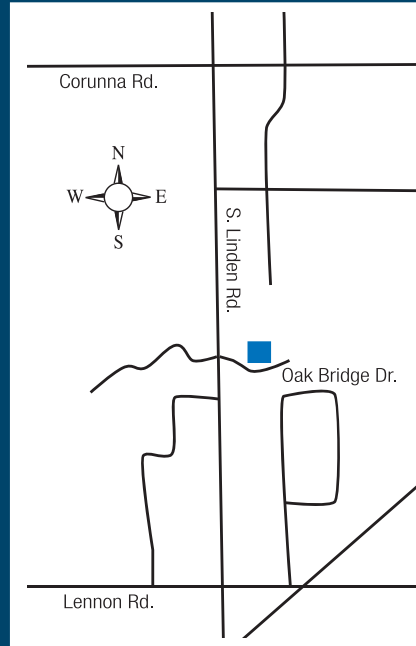 Corunna Rd.
N
W E
S
S. Linden Rd.
Oak Bridge Dr.
Lennon Rd.